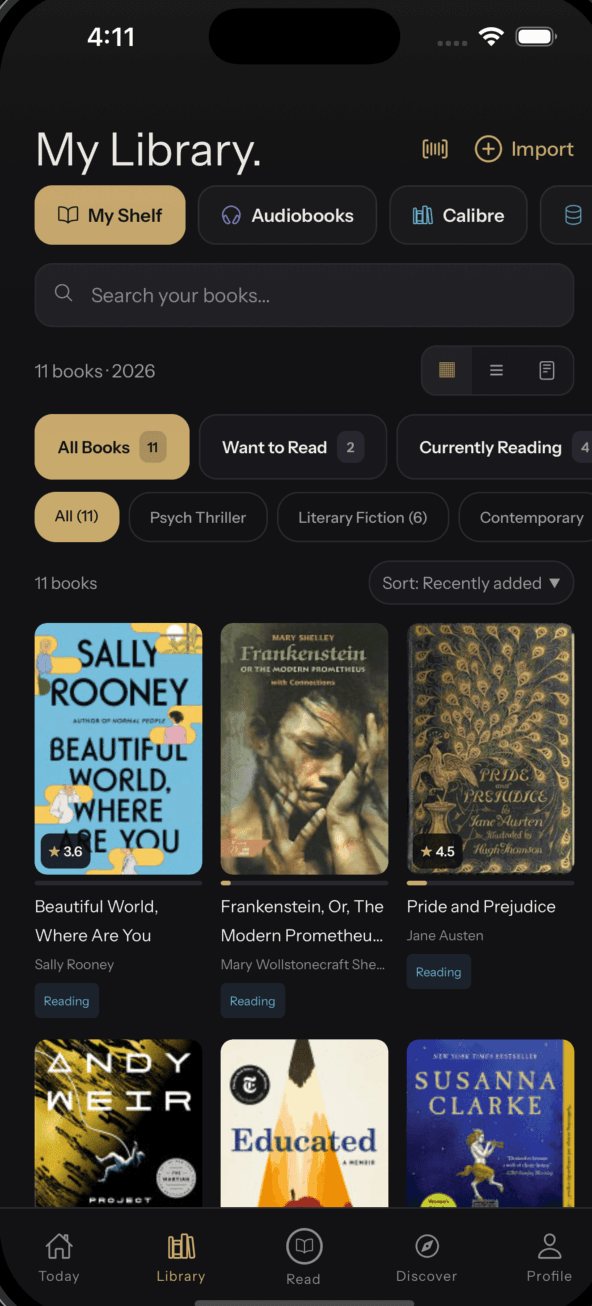 4:11
My Library.
Import
My Shelf
Audiobooks
Calibre
Search your books...
11 books · 2026
All Books 11
Want to Read 2
Currently Reading 4
All (11)
Psych Thriller
Literary Fiction (6)
Contemporary
11 books
Sort: Recently added ▼
SALLY
ROONEY
AUTHOR OF NORMAL PEOPLE
BEAUTIFUL
WORLD,
WHERE
ARE YOU
★ 3.6
MARY SHELLEY
Frankenstein
OR THE MODERN PROMETHEUS
with Connections
PRIDE
and
PREJUDICE
by
Jane Austen
Illustrated by
Hugh Thomson
★ 4.5
Beautiful World,
Where Are You
Sally Rooney
Reading
Frankenstein, Or, The
Modern Prometheu...
Mary Wollstonecraft She...
Reading
Pride and Prejudice
Jane Austen
Reading
ANDY
WEIR
THE
MARTIAN
PROJECT
Educated
A MEMOIR
NEW YORK TIMES BESTSELLER
SUSANNA
CLARKE
Today
Library
Read
Discover
Profile